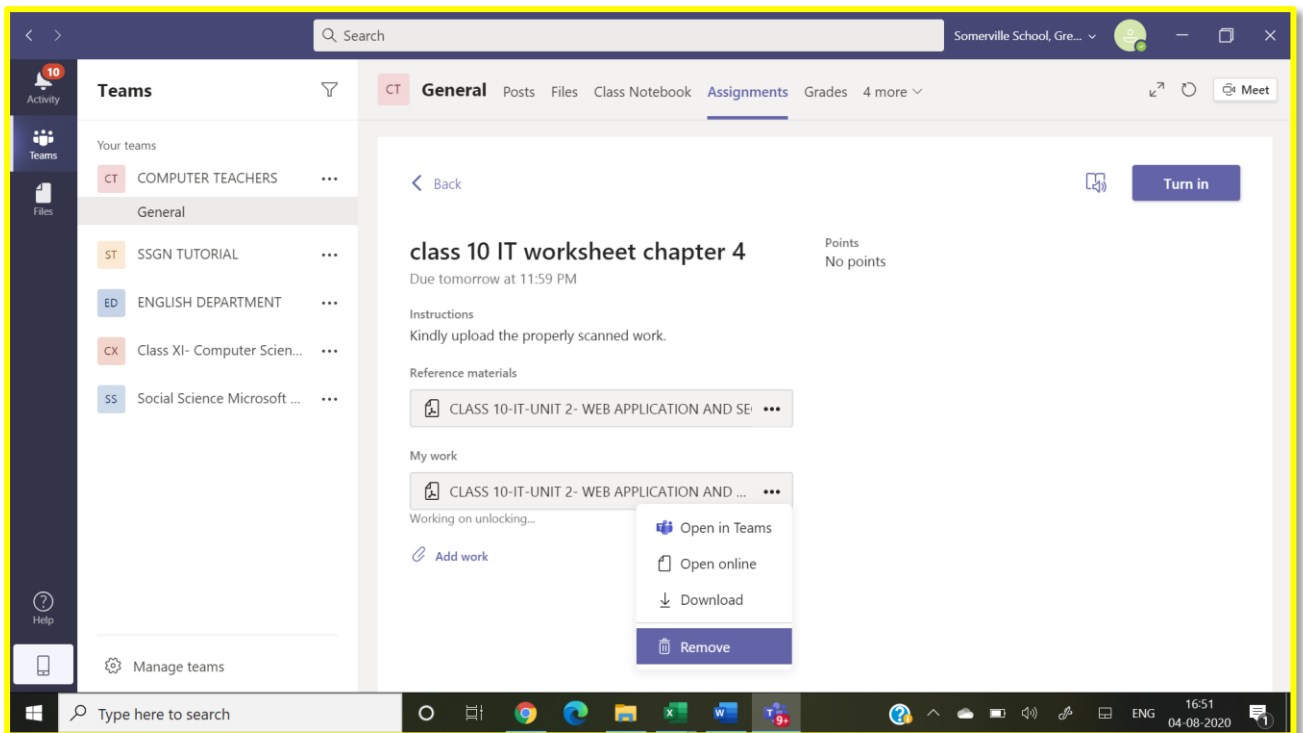 Search
Somerville School, Gre...
10
Activity
Teams
Files
Help
Teams
Your teams
CT COMPUTER TEACHERS ...
General
ST SSGN TUTORIAL ...
ED ENGLISH DEPARTMENT ...
CX Class XI- Computer Scien... ...
SS Social Science Microsoft ... ...
Manage teams
CT General Posts Files Class Notebook Assignments Grades 4 more
Meet
Back
Turn in
class 10 IT worksheet chapter 4
Due tomorrow at 11:59 PM
Points
No points
Instructions
Kindly upload the properly scanned work.
Reference materials
CLASS 10-IT-UNIT 2- WEB APPLICATION AND SE ...
My work
CLASS 10-IT-UNIT 2- WEB APPLICATION AND ... ...
Working on unlocking...
Add work
Open in Teams
Open online
Download
Remove
Type here to search
9+
ENG
16:51
04-08-2020
1